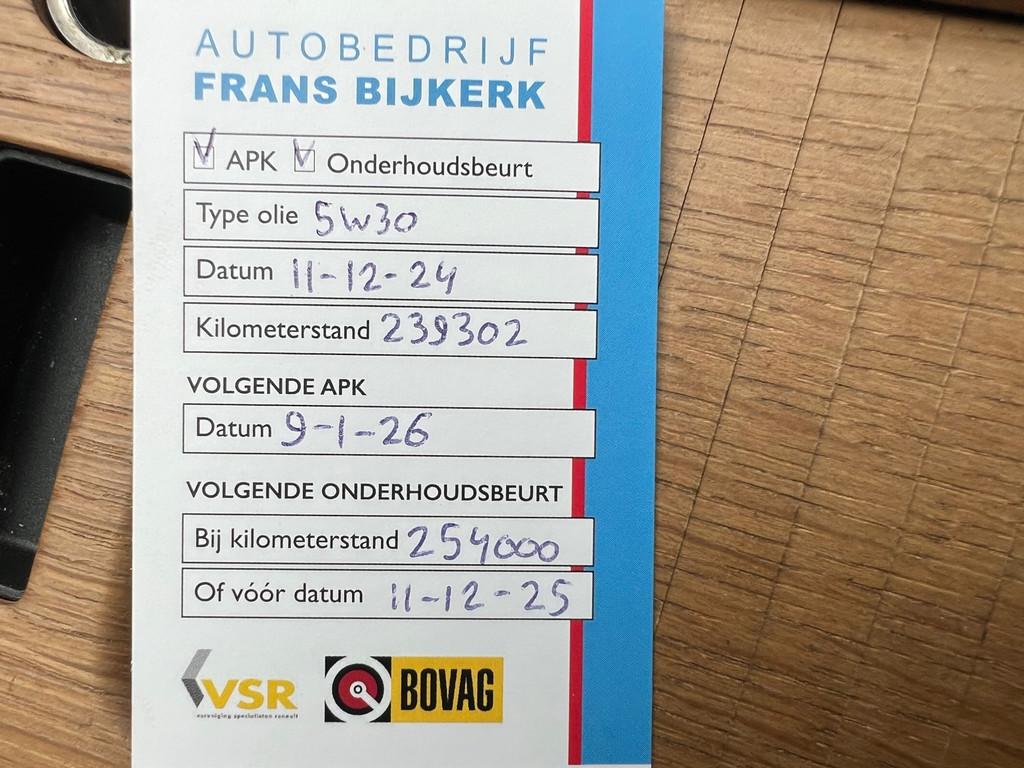 AUTOBEDRIJF
FRANS BIJKERK
APK Onderhoudsbeurt
Type olie 5W30
Datum 11-12-24
Kilometerstand 239302
VOLGENDE APK
Datum 9-1-26
VOLGENDE ONDERHOUDSBEURT
Bij kilometerstand 254000
Of vóór datum 11-12-25
VSR BOVAG
vereniging specialisten renault